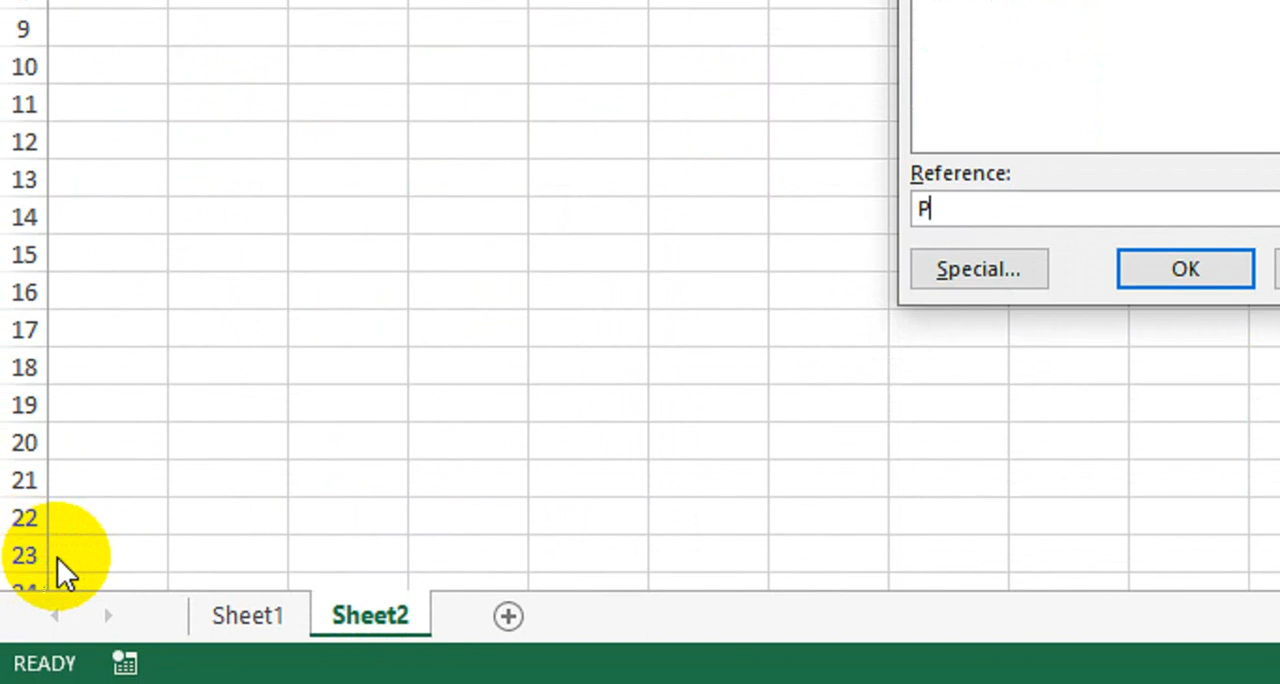 9
10
11
12
13
14
15
16
17
18
19
20
21
22
23
Reference:
P
Special...
OK
Sheet1
Sheet2
READY